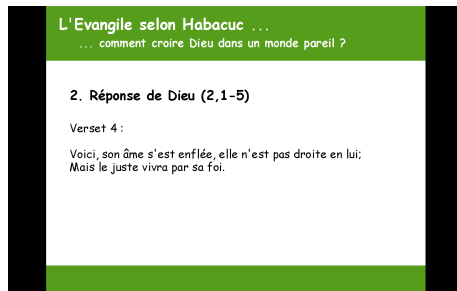 L'Evangile selon Habacuc ...
... comment croire Dieu dans un monde pareil ?
2. Réponse de Dieu (2,1-5)
Verset 4 :
Voici, son âme s'est enflée, elle n'est pas droite en lui;
Mais le juste vivra par sa foi.